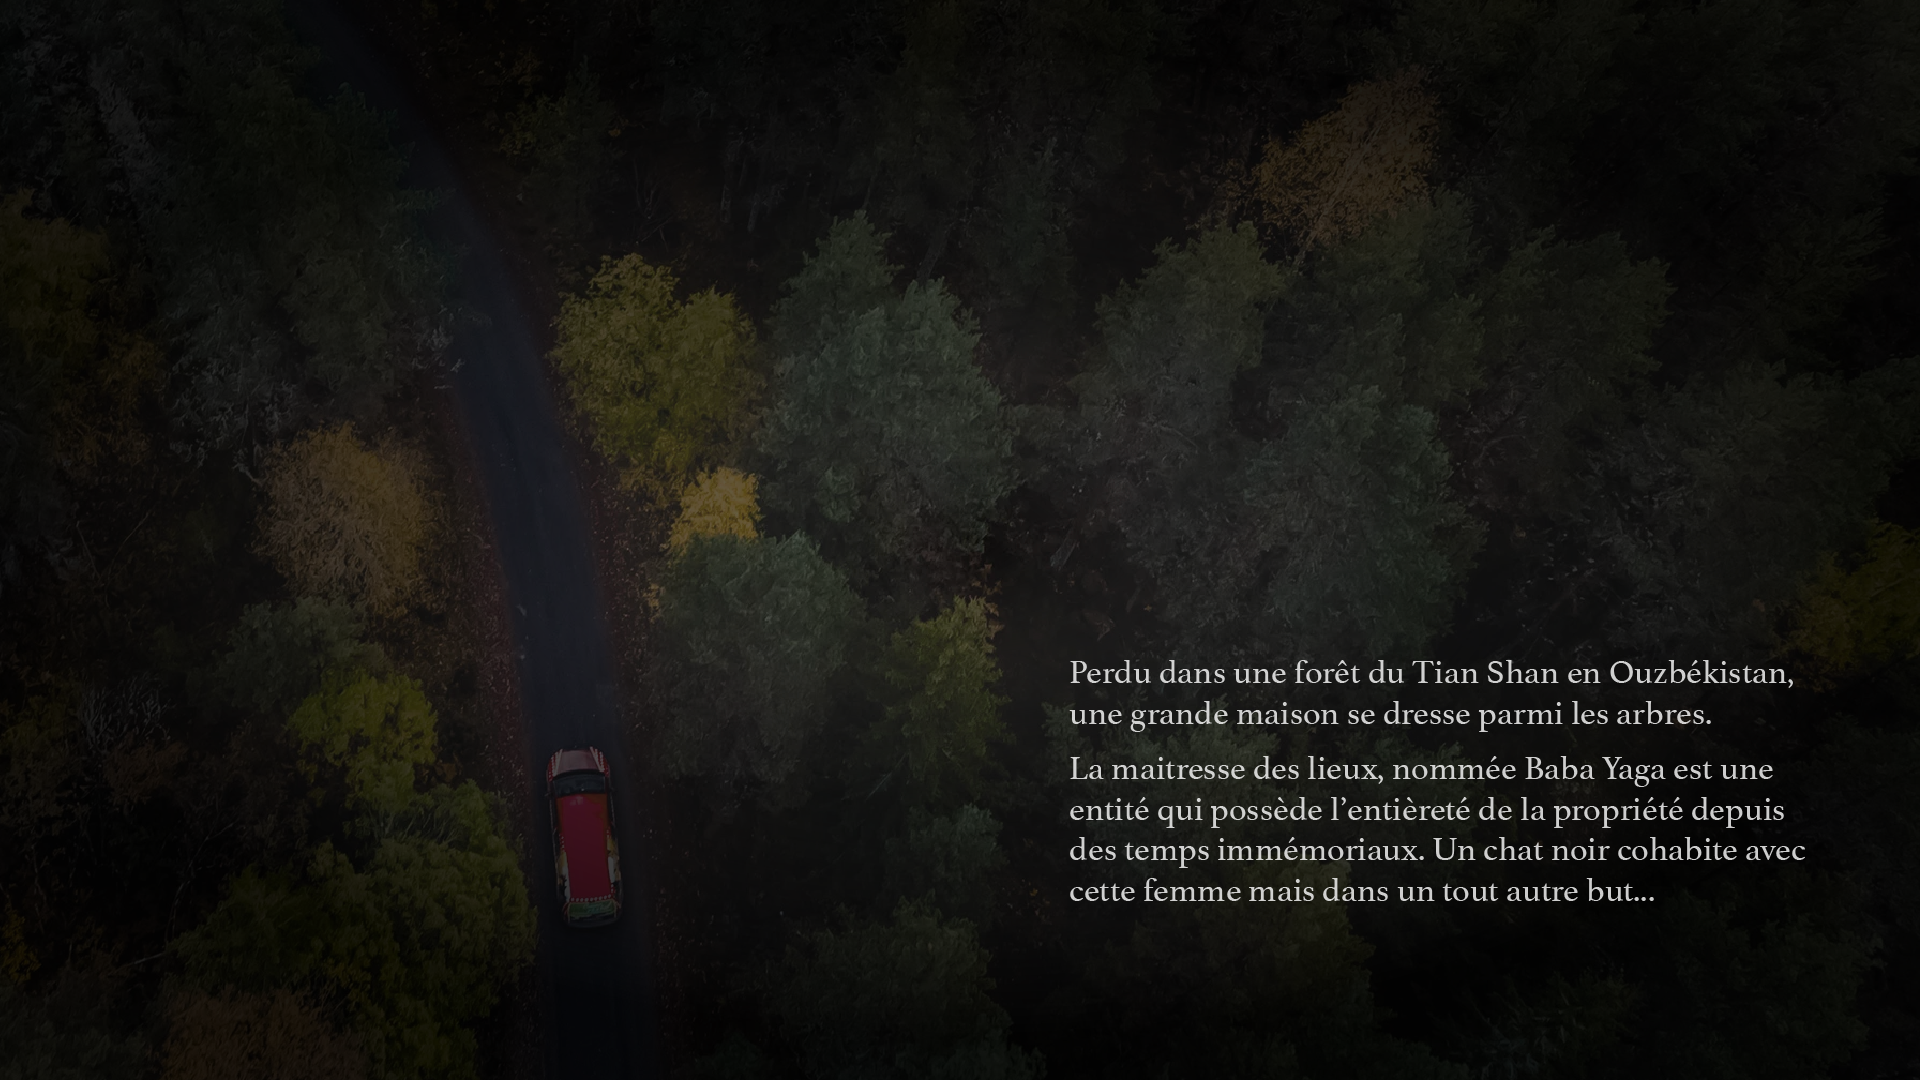 Perdu dans une forêt du Tian Shan en Ouzbékistan,
une grande maison se dresse parmi les arbres.
La maitresse des lieux, nommée Baba Yaga est une
entité qui possède l’entièreté de la propriété depuis
des temps immémoriaux. Un chat noir cohabite avec
cette femme mais dans un tout autre but...